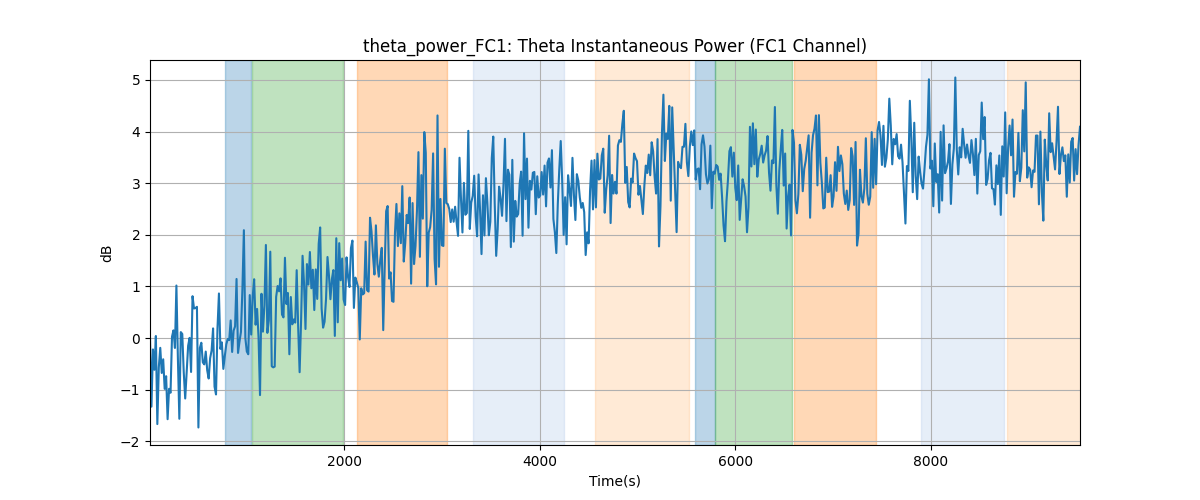 theta_power_FC1: Theta Instantaneous Power (FC1 Channel)
5
4
3
2
1
0
−1
−2
dB
2000 4000 6000 8000
Time(s)